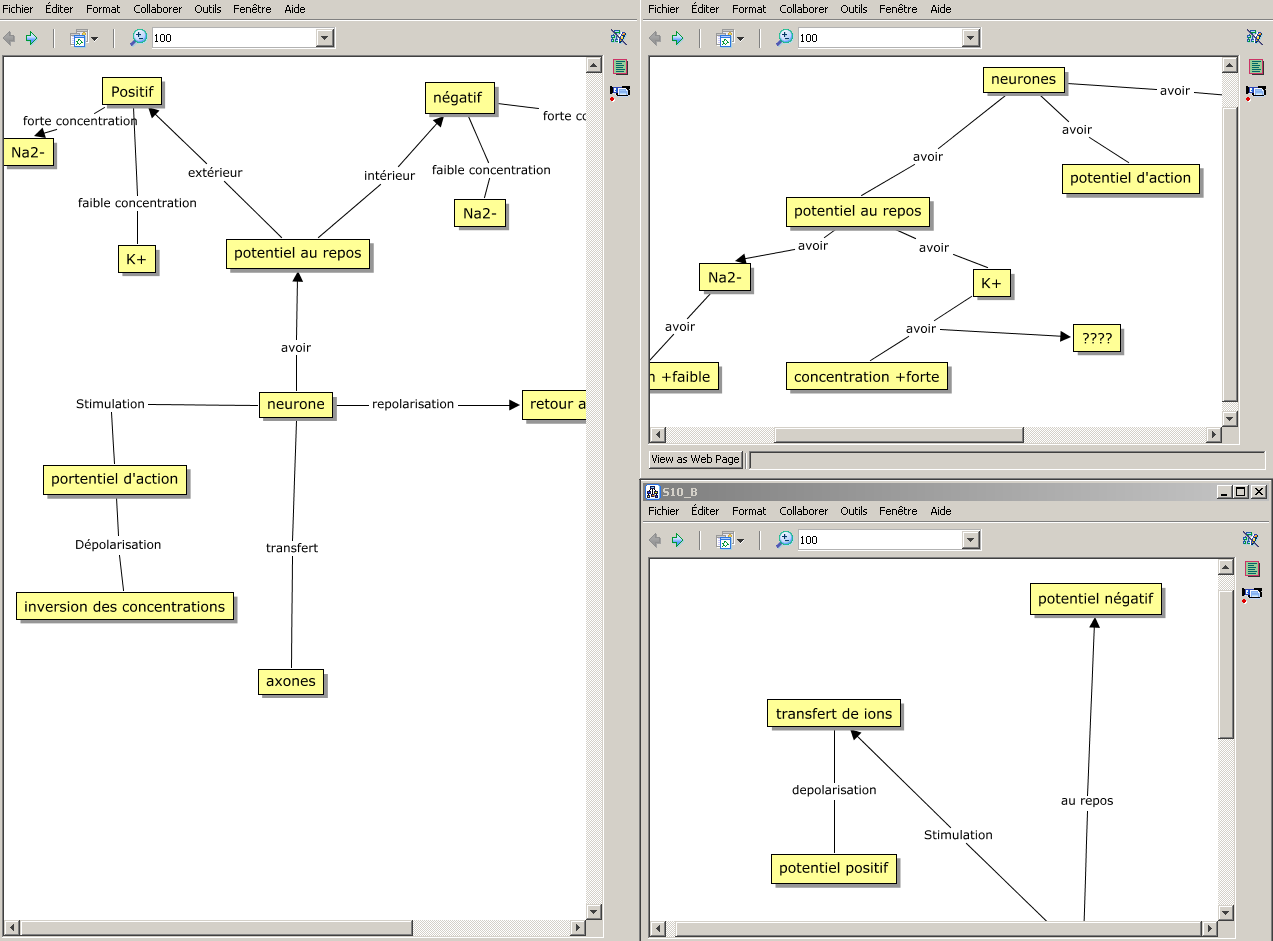 Fichier Éditer Format Collaborer Outils Fenêtre Aide
100
Positif
négatif
forte concentration
forte co
Na2-
extérieur
intérieur
faible concentration
faible concentration
Na2-
K+
potentiel au repos
avoir
Stimulation
neurone
repolarisation
retour a
portentiel d'action
Dépolarisation
transfert
inversion des concentrations
axones
Fichier Éditer Format Collaborer Outils Fenêtre Aide
100
neurones
avoir
avoir
avoir
potentiel d'action
potentiel au repos
avoir
avoir
Na2-
K+
avoir
avoir
????
n +faible
concentration +forte
View as Web Page
S10_B
Fichier Éditer Format Collaborer Outils Fenêtre Aide
100
potentiel négatif
transfert de ions
depolarisation
au repos
Stimulation
potentiel positif